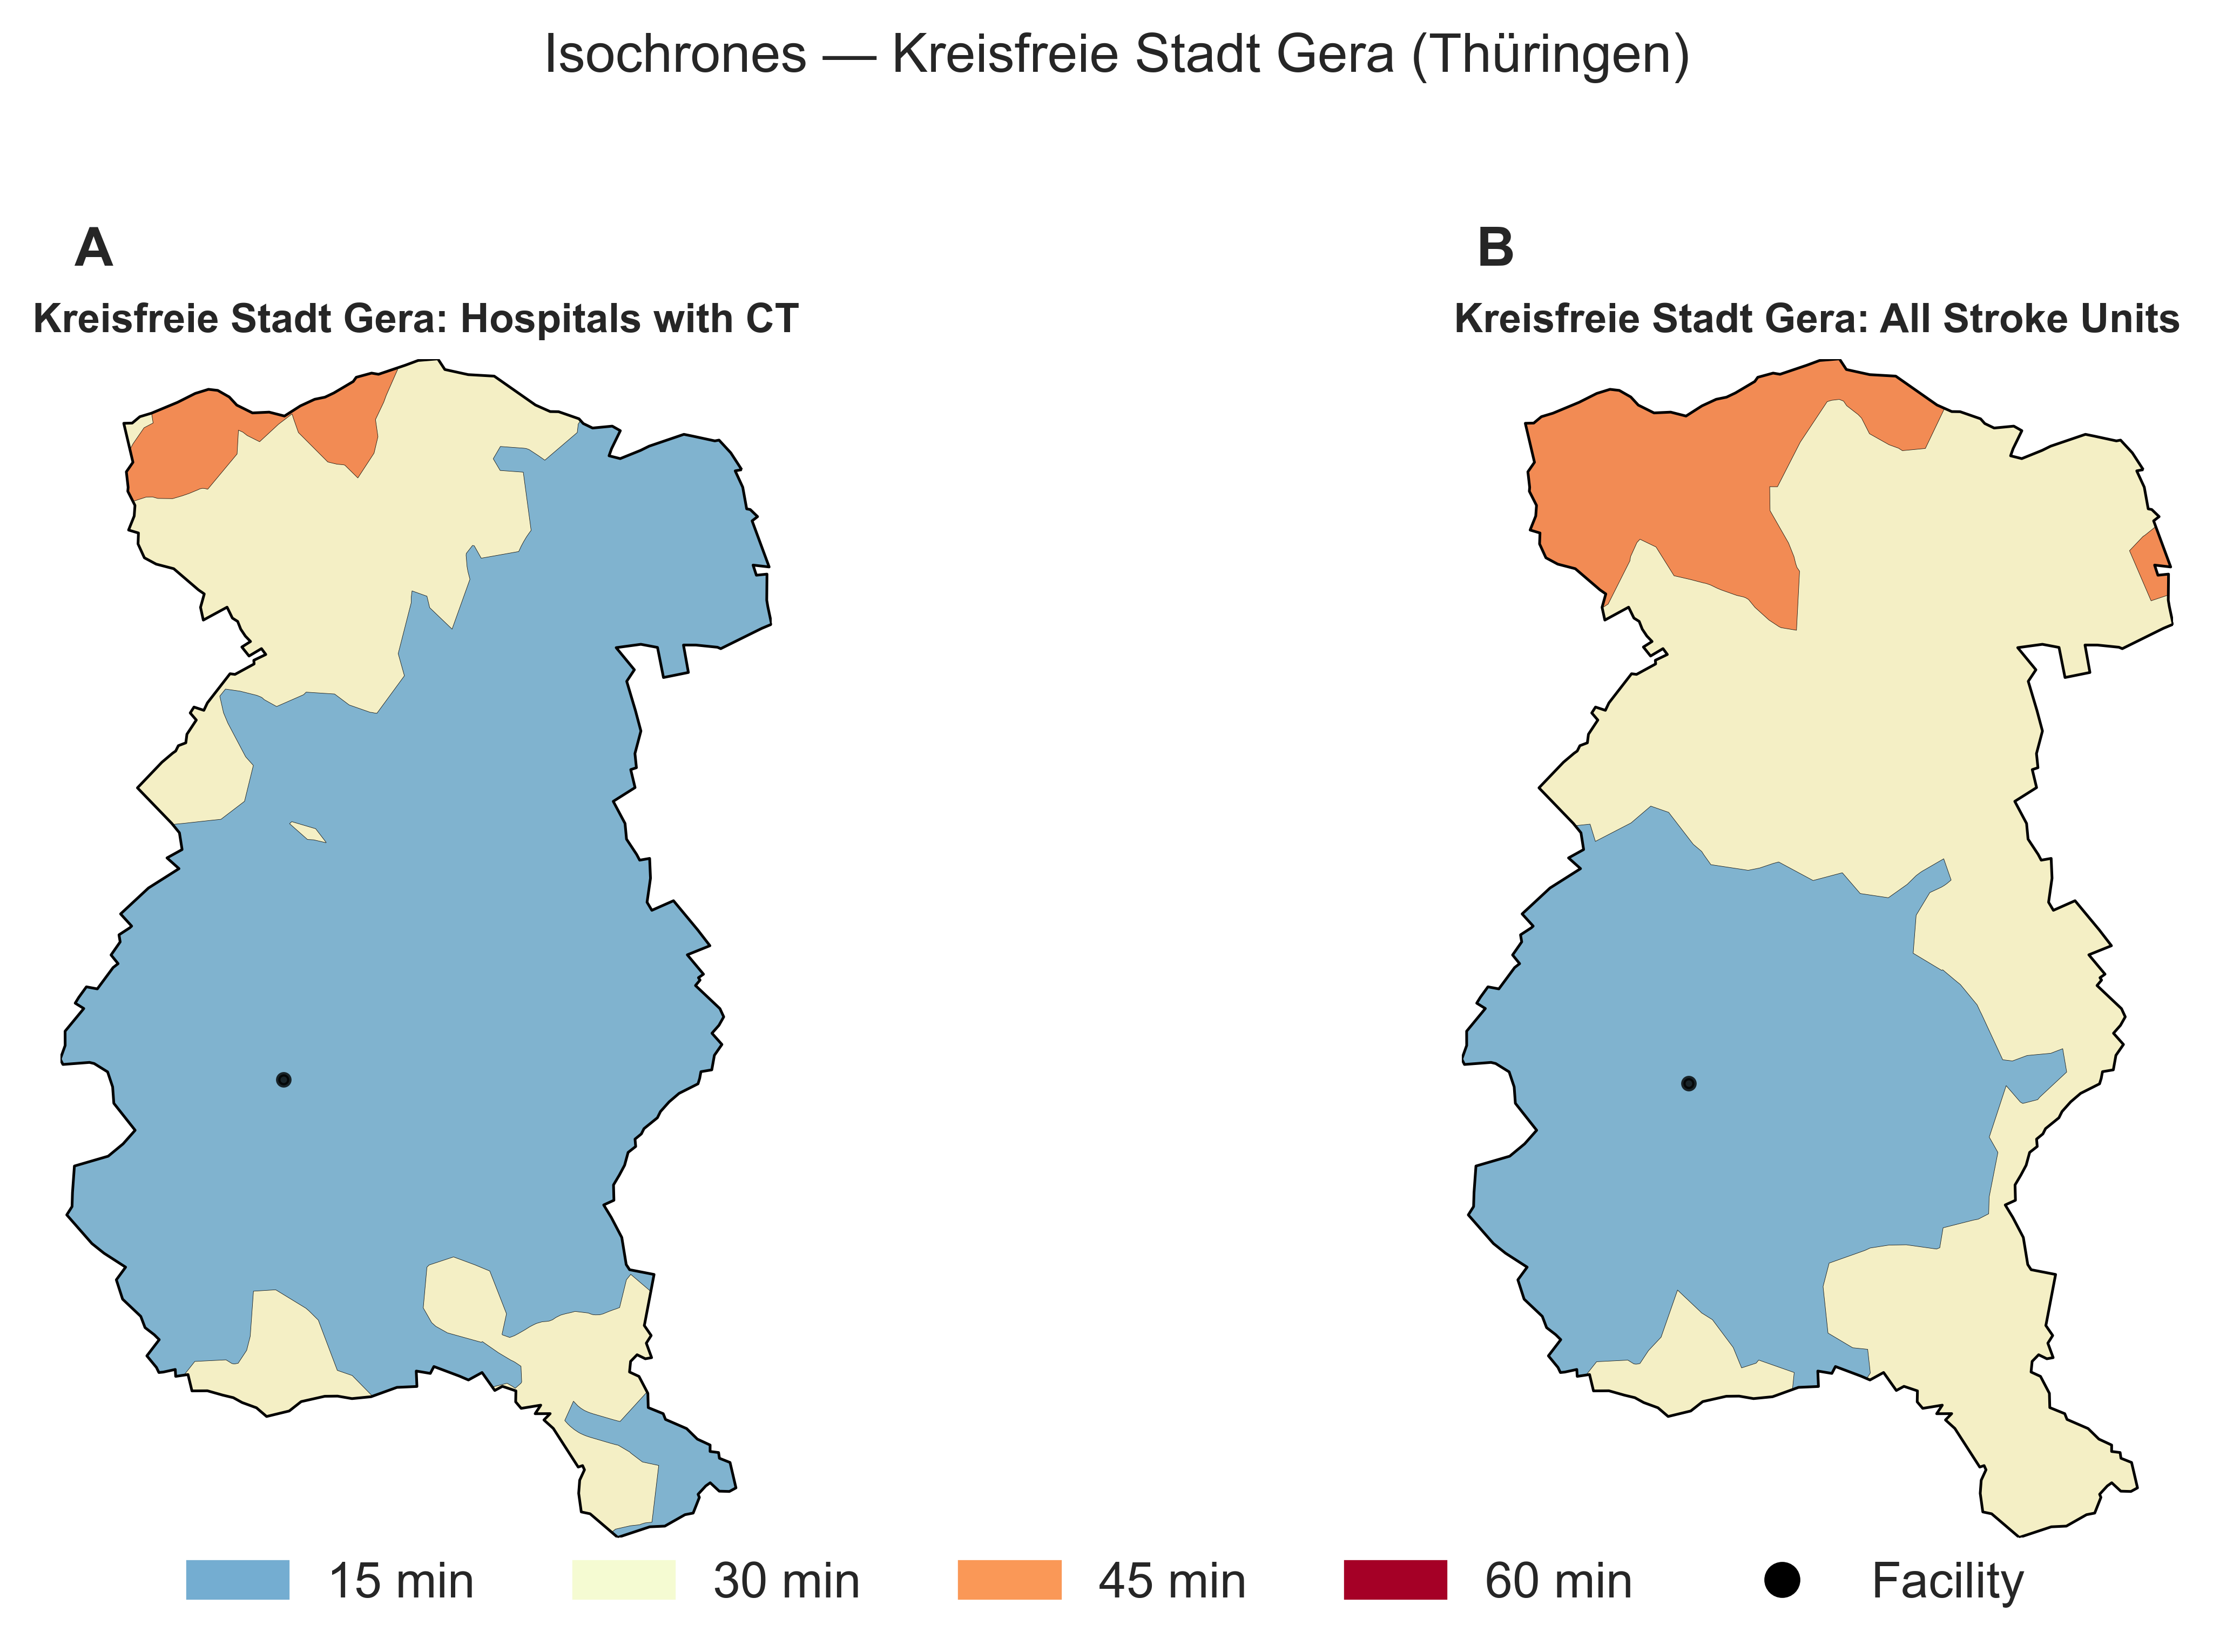 Isochrones — Kreisfreie Stadt Gera (Thüringen)
A
Kreisfreie Stadt Gera: Hospitals with CT
B
Kreisfreie Stadt Gera: All Stroke Units
15 min
30 min
45 min
60 min
Facility